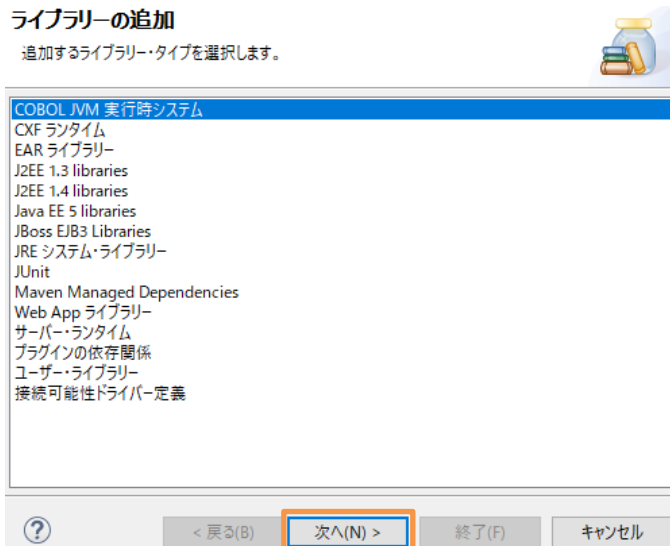 ライブラリーの追加
追加するライブラリー・タイプを選択します。
COBOL JVM 実行時システム
CXF ランタイム
EAR ライブラリー
J2EE 1.3 libraries
J2EE 1.4 libraries
Java EE 5 libraries
JBoss EJB3 Libraries
JRE システム・ライブラリー
JUnit
Maven Managed Dependencies
Web App ライブラリー
サーバー・ランタイム
プラグインの依存関係
ユーザー・ライブラリー
接続可能性ドライバー定義
? < 戻る(B) 次へ(N) > 終了(F) キャンセル